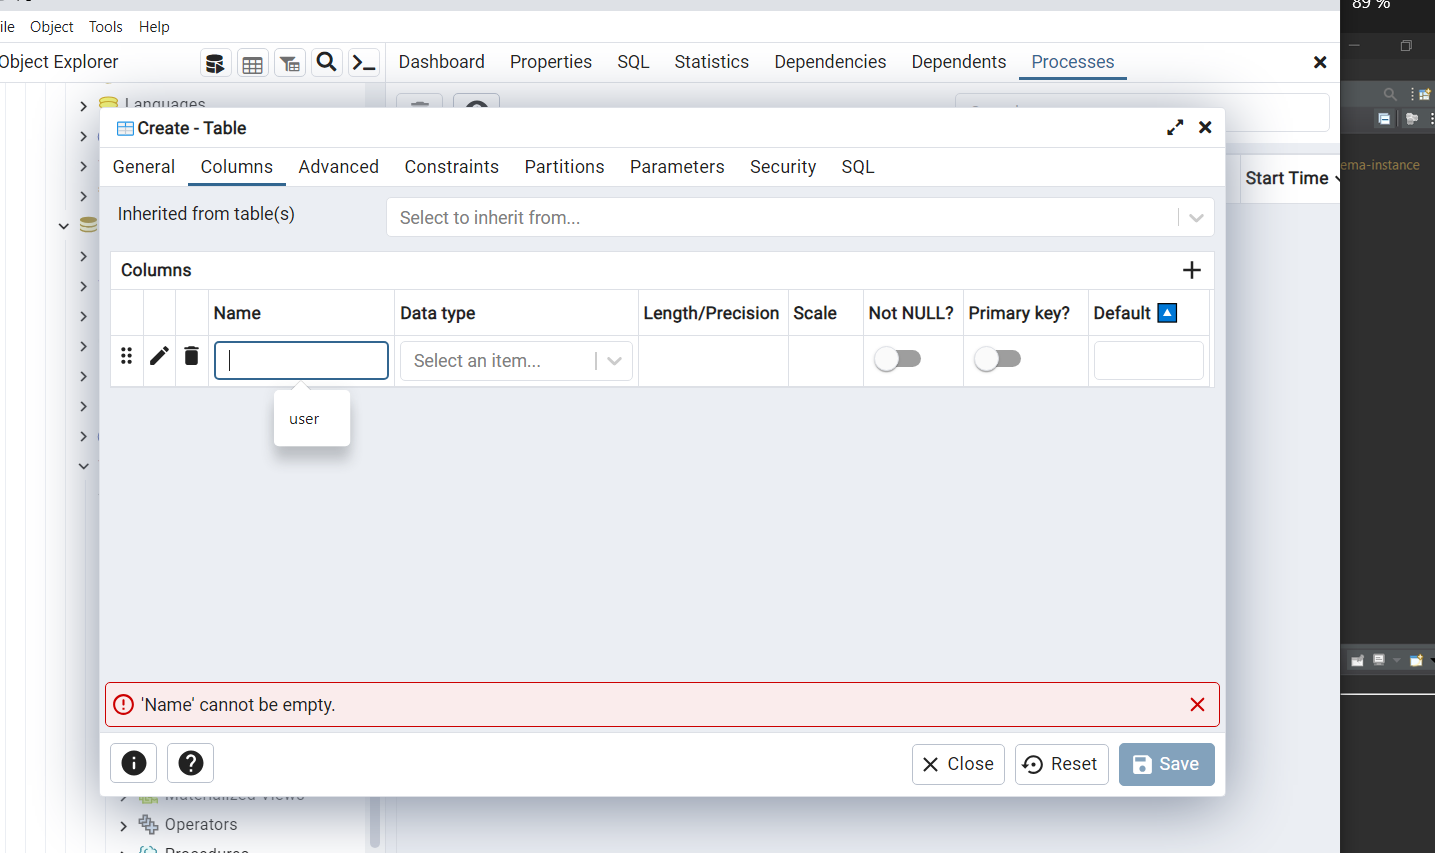 89 %
ile Object Tools Help
Object Explorer
Dashboard Properties SQL Statistics Dependencies Dependents Processes
Languages
Create - Table
General Columns Advanced Constraints Partitions Parameters Security SQL
ema-instance
Start Time
Inherited from table(s) Select to inherit from...
Columns
Name Data type Length/Precision Scale Not NULL? Primary key? Default
Select an item...
user
'Name' cannot be empty.
Close Reset Save
Materialized Views
Operators
Procedures